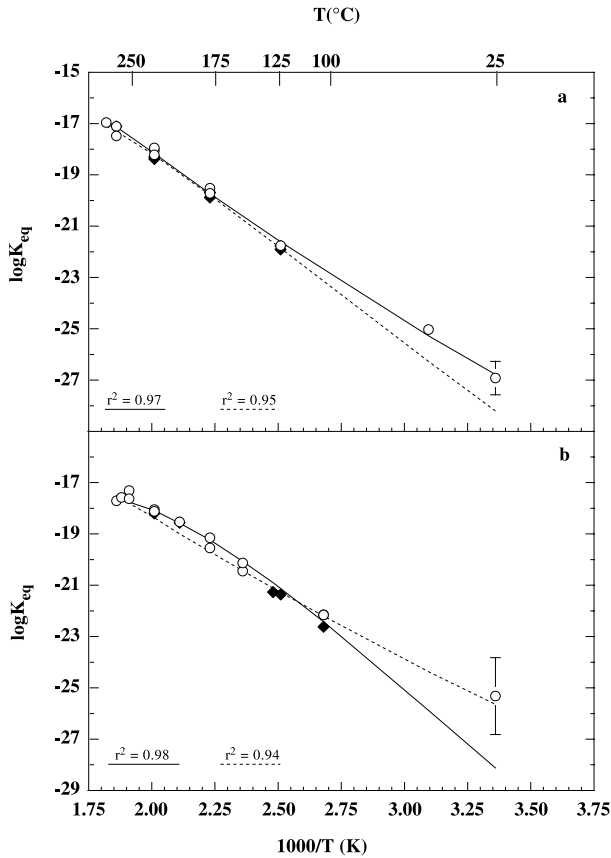 T(°C)
250 175 125 100 25
-15
a
-17
-19
-21
logKeq
-23
-25
-27
r² = 0.97 r² = 0.95
b
-17
-19
-21
logKeq
-23
-25
-27
r² = 0.98 r² = 0.94
-29
1.75 2.00 2.25 2.50 2.75 3.00 3.25 3.50 3.75
1000/T (K)